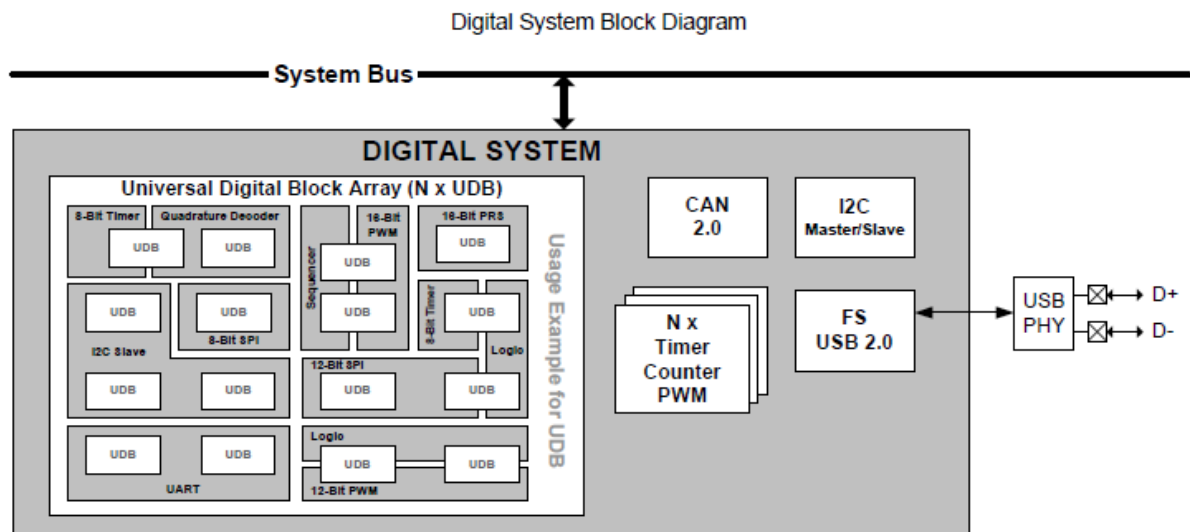 Digital System Block Diagram
System Bus
DIGITAL SYSTEM
Universal Digital Block Array (N x UDB)
8-Bit Timer
Quadrature Decoder
UDB
UDB
I2C Slave
UDB
8-Bit SPI
UDB
UDB
UDB
UDB
UDB
UART
Sequencer
16-Bit
PWM
UDB
UDB
16-Bit PRS
UDB
8-Bit Timer
UDB
Logic
12-Bit SPI
UDB
UDB
Logic
UDB
UDB
12-Bit PWM
Usage Example for UDB
CAN
2.0
I2C
Master/Slave
N x
Timer
Counter
PWM
FS
USB 2.0
USB
PHY
D+
D-